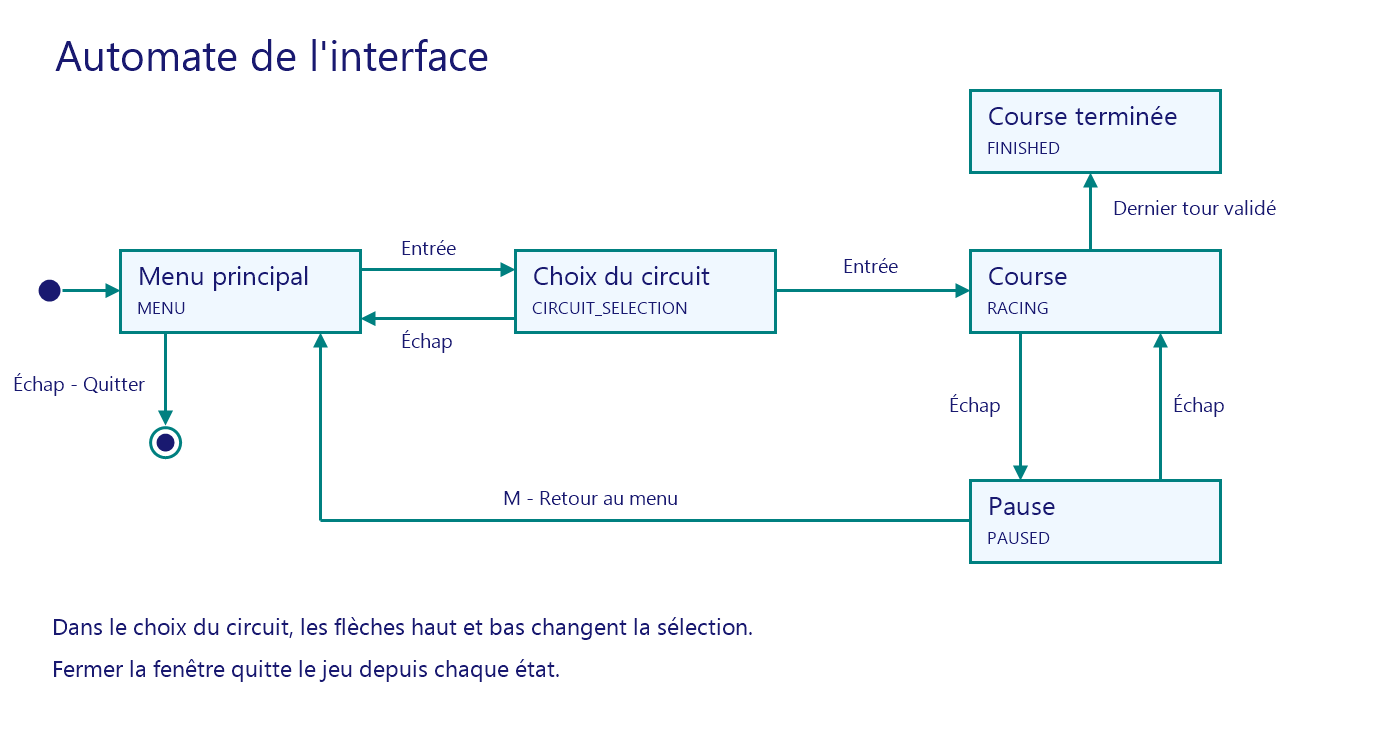 Automate de l'interface
Course terminée
FINISHED
Dernier tour validé
Menu principal
MENU
Entrée
Échap
Choix du circuit
CIRCUIT_SELECTION
Entrée
Course
RACING
Échap - Quitter
Échap
Échap
M - Retour au menu
Pause
PAUSED
Dans le choix du circuit, les flèches haut et bas changent la sélection.
Fermer la fenêtre quitte le jeu depuis chaque état.